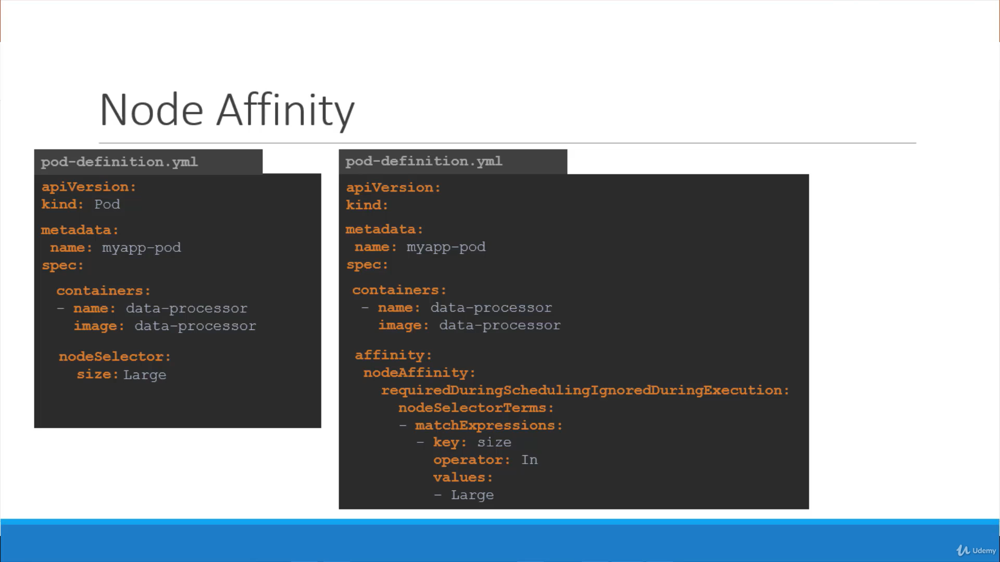 Node Affinity
pod-definition.yml
apiVersion:
kind: Pod
metadata:
name: myapp-pod
spec:
containers:
- name: data-processor
image: data-processor
nodeSelector:
size: Large
pod-definition.yml
apiVersion:
kind:
metadata:
name: myapp-pod
spec:
containers:
- name: data-processor
image: data-processor
affinity:
nodeAffinity:
requiredDuringSchedulingIgnoredDuringExecution:
nodeSelectorTerms:
- matchExpressions:
- key: size
operator: In
values:
- Large
Udemy